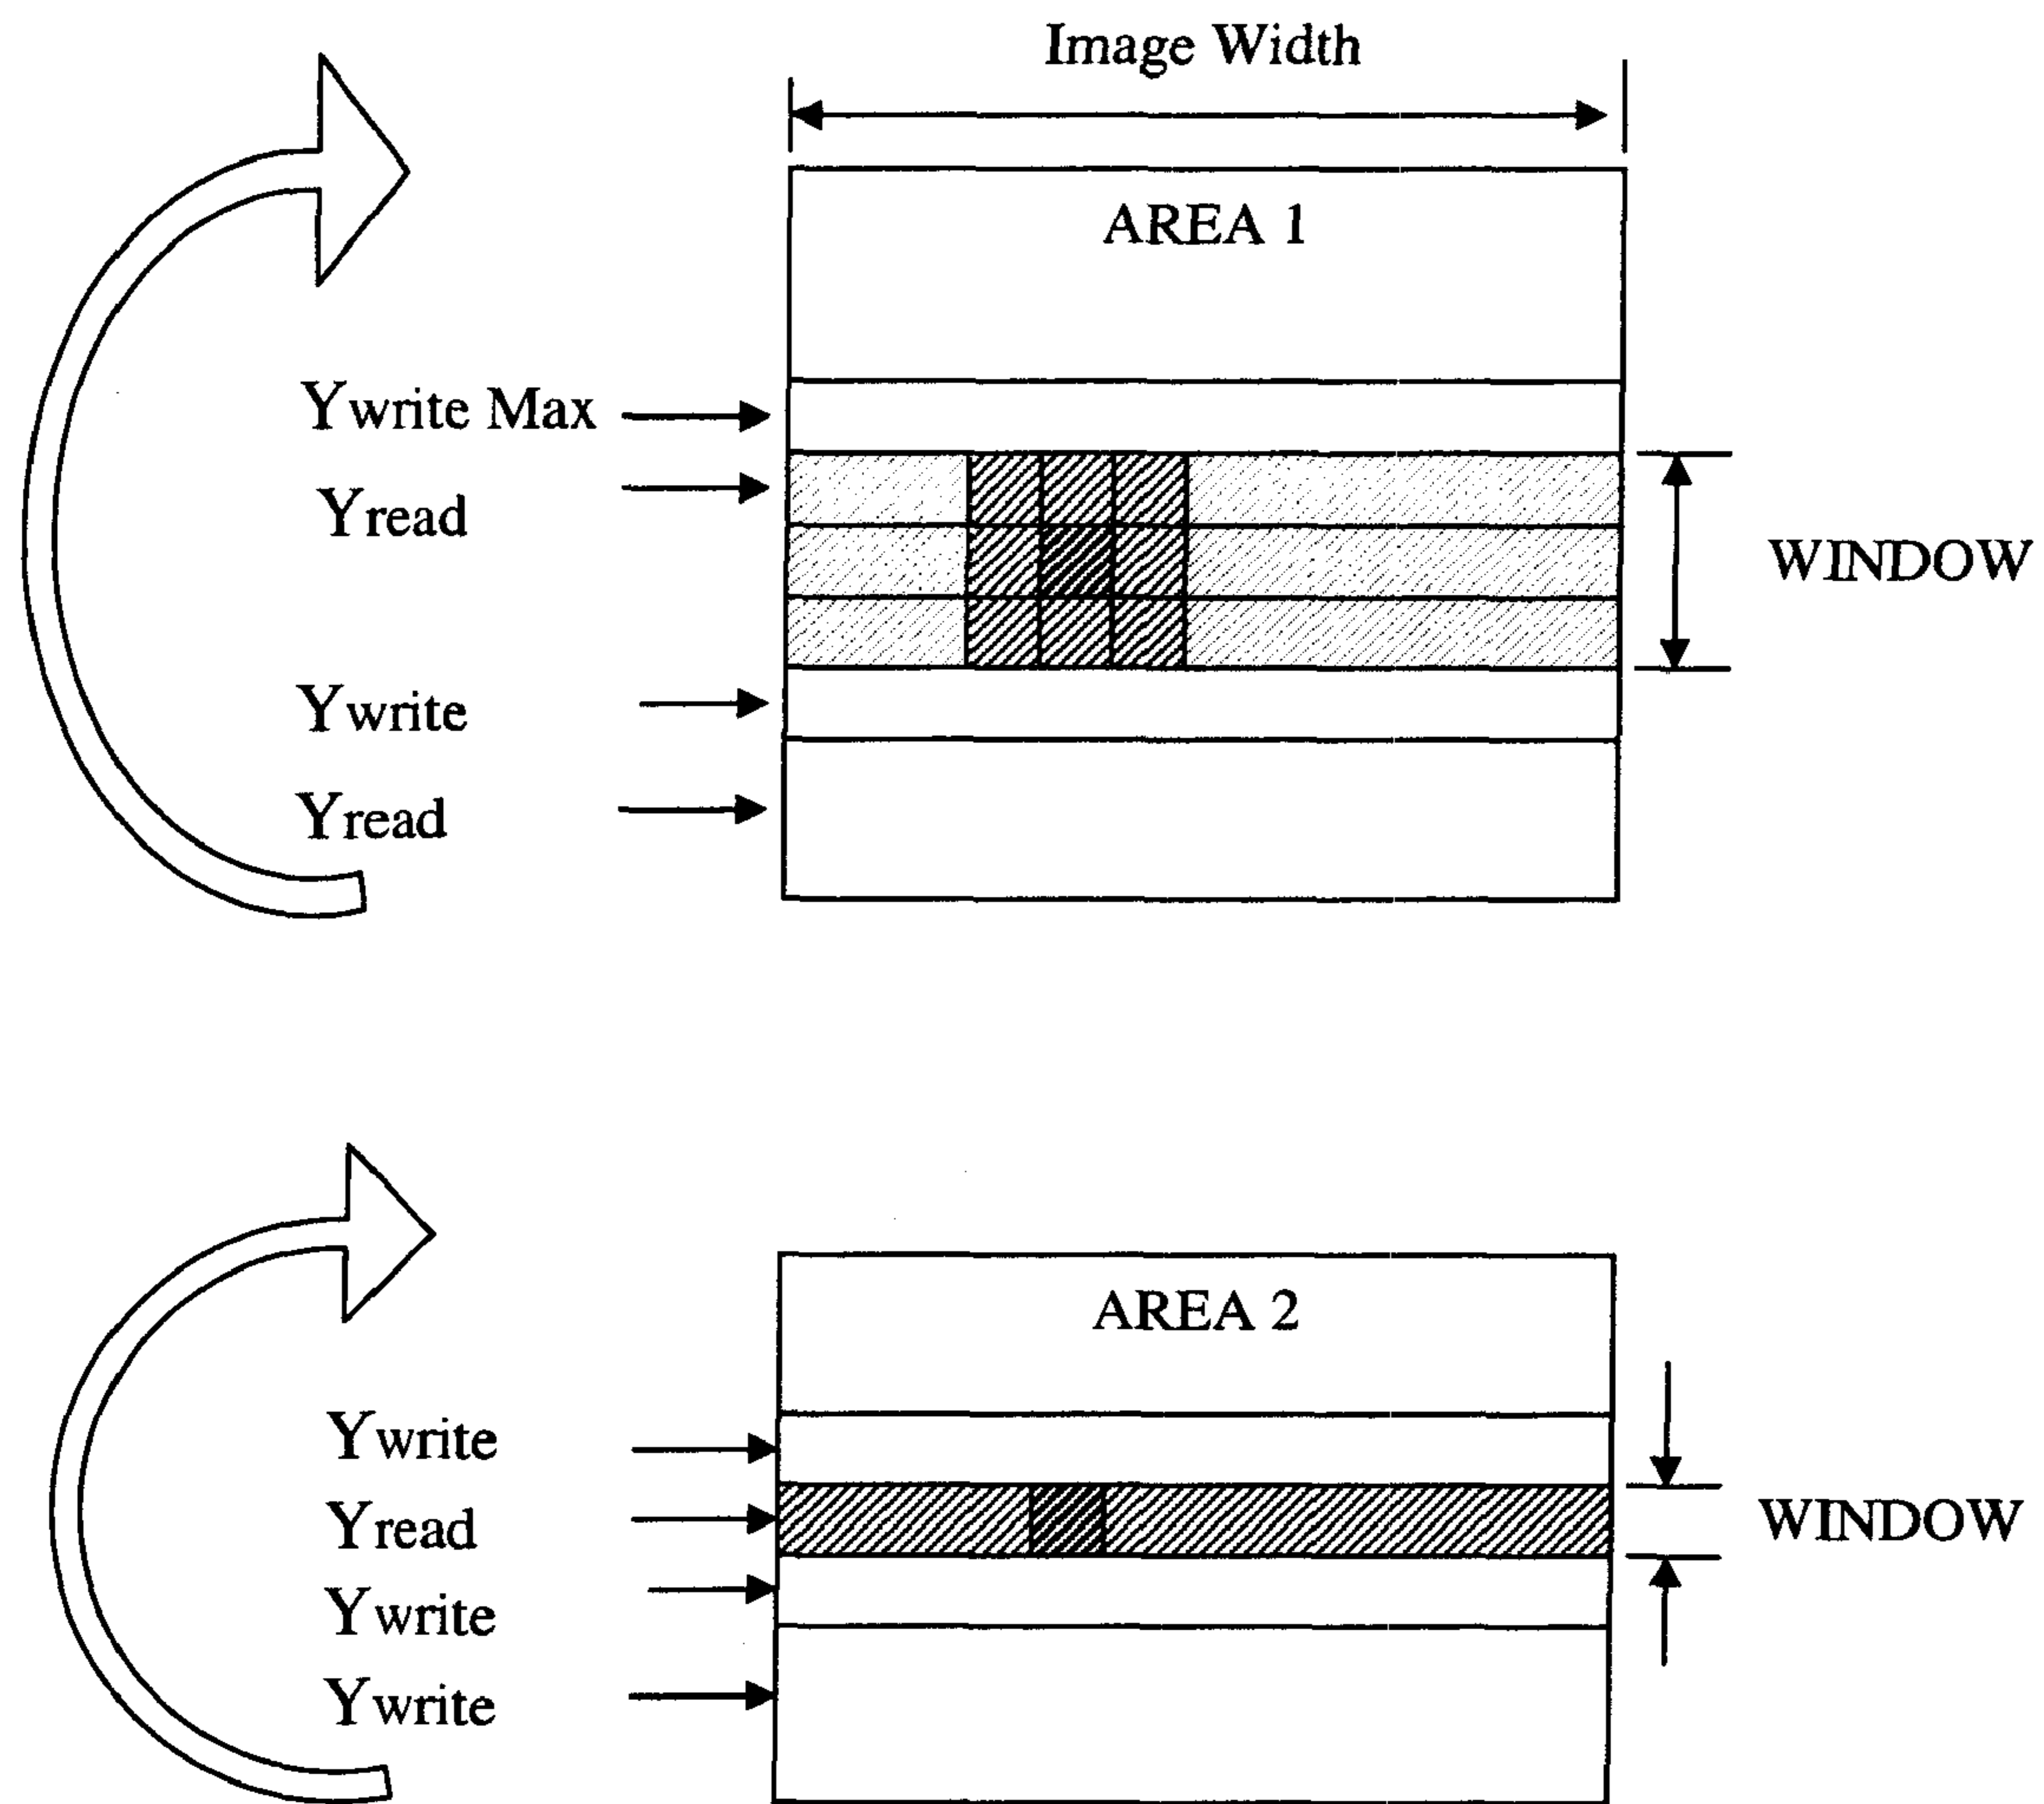 Image Width
AREA 1
Ywrite Max
Yread
WINDOW
Ywrite
Yread
AREA 2
Ywrite
Yread
WINDOW
Ywrite
Ywrite